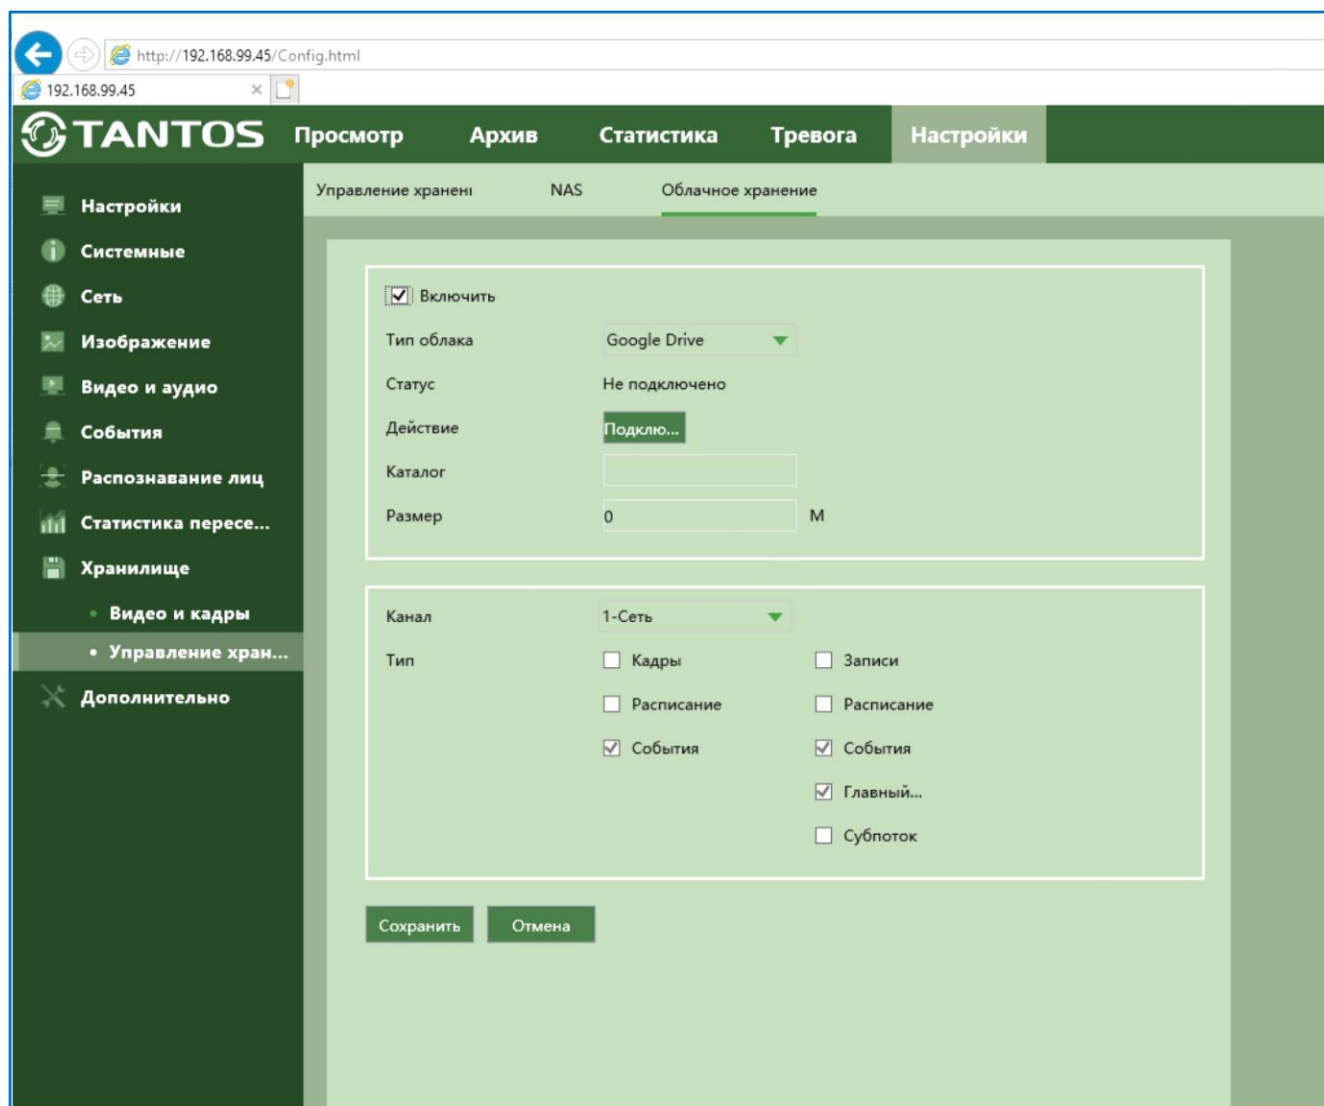 http://192.168.99.45/Config.html
192.168.99.45
TANTOS Просмотр Архив Статистика Тревога Настройки
Управление хранен NAS Облачное хранение
Настройки
Системные
Сеть
Изображение
Видео и аудио
События
Распознавание лиц
Статистика пересе...
Хранилище
Видео и кадры
Управление хран...
Дополнительно
Включить
Тип облака Google Drive
Статус Не подключено
Действие Подклю...
Каталог
Размер 0 M
Канал 1-Сеть
Тип Кадры Записи
Расписание Расписание
События События
Главный...
Субпоток
Сохранить Отмена